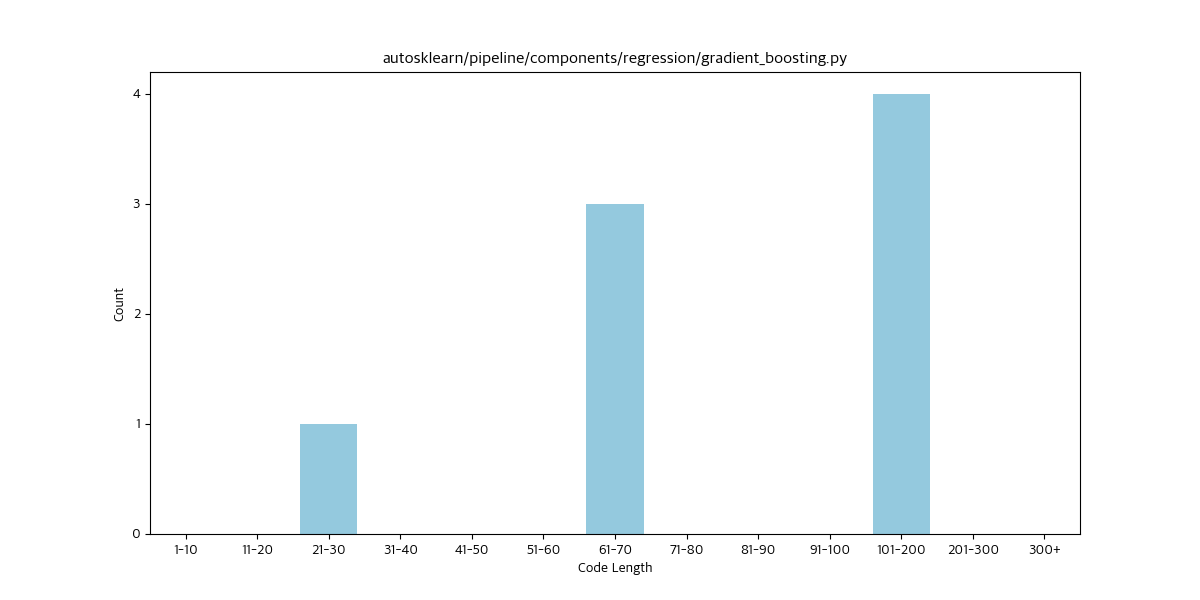 autosklearn/pipeline/components/regression/gradient_boosting.py
Count
4
3
2
1
0
1-10 11-20 21-30 31-40 41-50 51-60 61-70 71-80 81-90 91-100 101-200 201-300 300+
Code Length